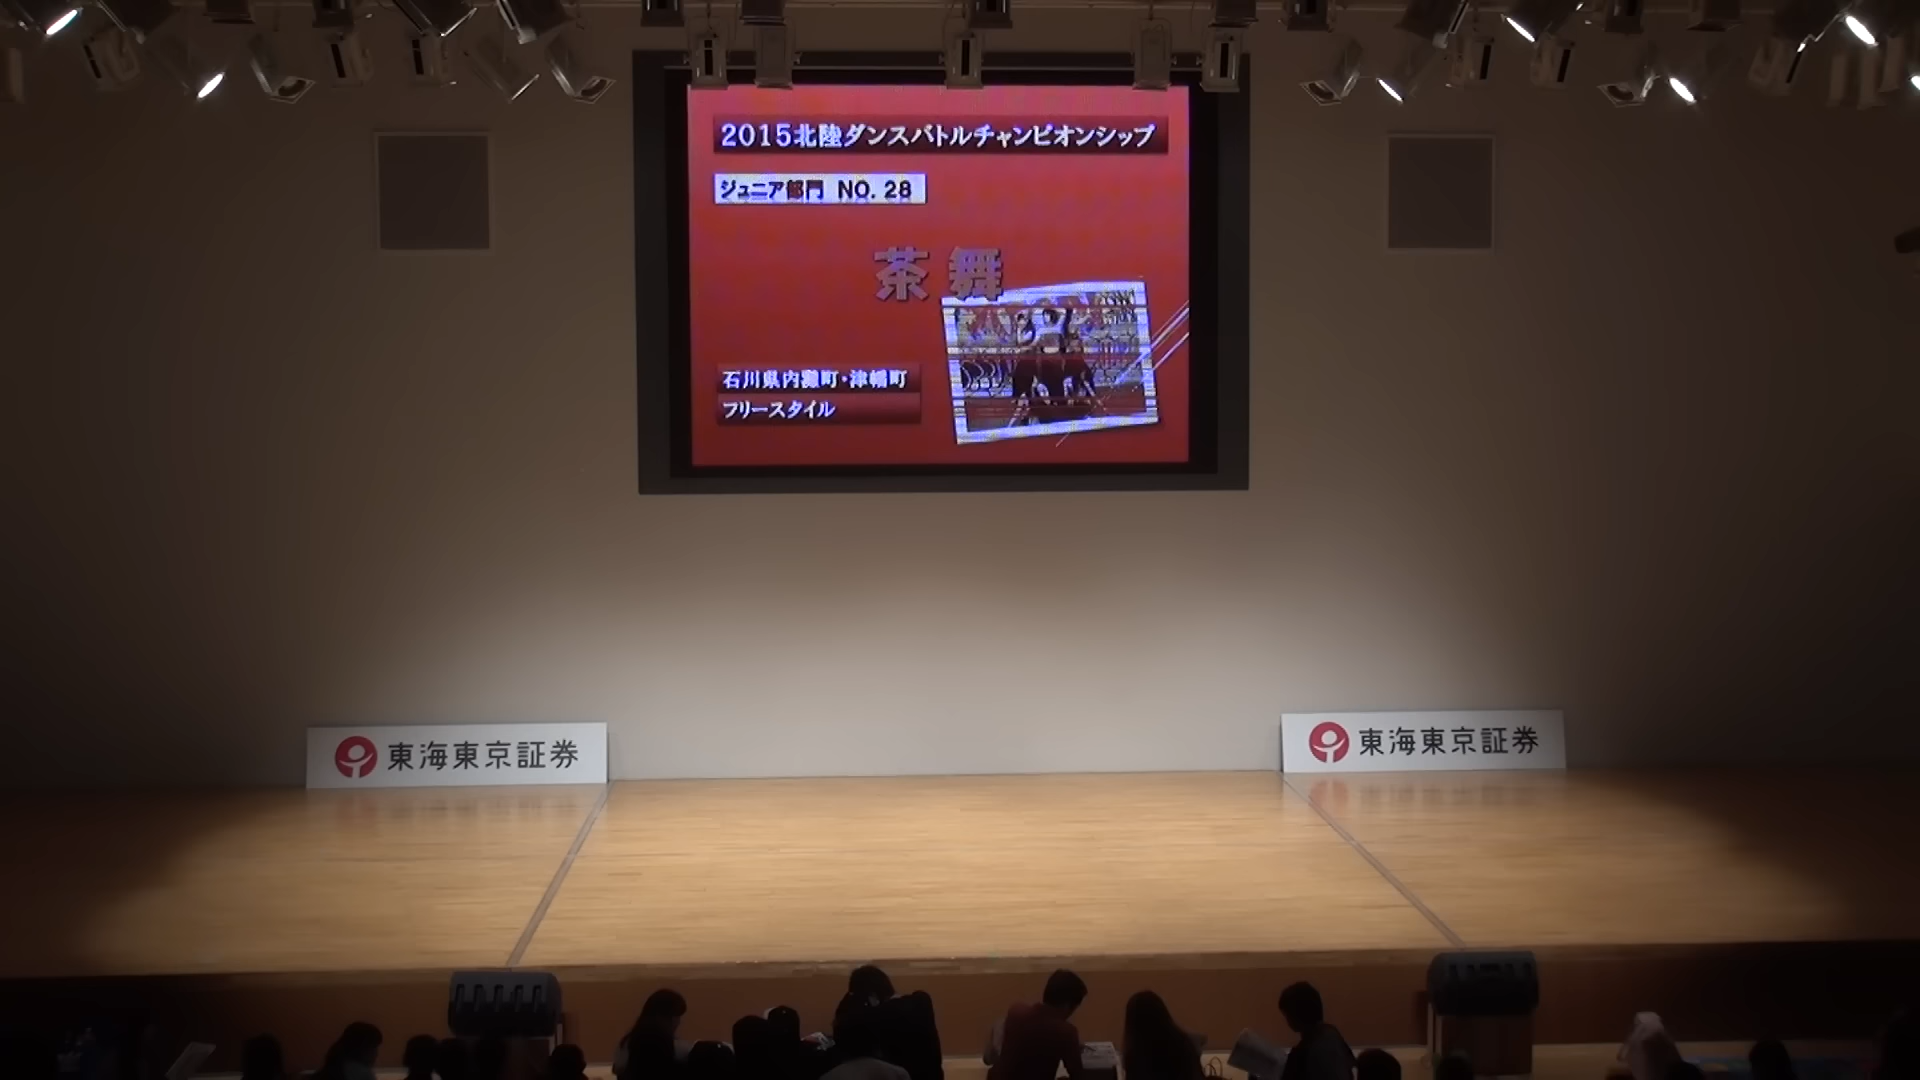 2015北陸ダンスバトルチャンピオンシップ
ジュニア部門 NO. 28
茶舞
石川県内灘町・津幡町
フリースタイル
東海東京証券
東海東京証券